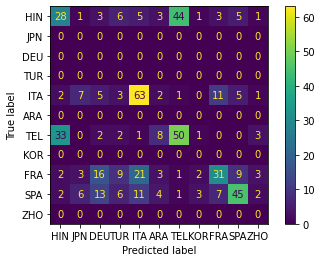 HIN 28 1 3 6 5 3 44 1 3 5 1
JPN 0 0 0 0 0 0 0 0 0 0 0
DEU 0 0 0 0 0 0 0 0 0 0 0
TUR 0 0 0 0 0 0 0 0 0 0 0
ITA 2 7 5 3 63 2 1 0 11 5 1
ARA 0 0 0 0 0 0 0 0 0 0 0
TEL 33 0 2 2 1 8 50 1 0 0 3
KOR 0 0 0 0 0 0 0 0 0 0 0
FRA 2 3 16 9 21 3 1 2 31 9 3
SPA 2 6 13 6 11 4 1 3 7 45 2
ZHO 0 0 0 0 0 0 0 0 0 0 0
HIN JPN DEU TUR ITA ARA TEL KOR FRA SPA ZHO
Predicted label
True label
60
50
40
30
20
10
0